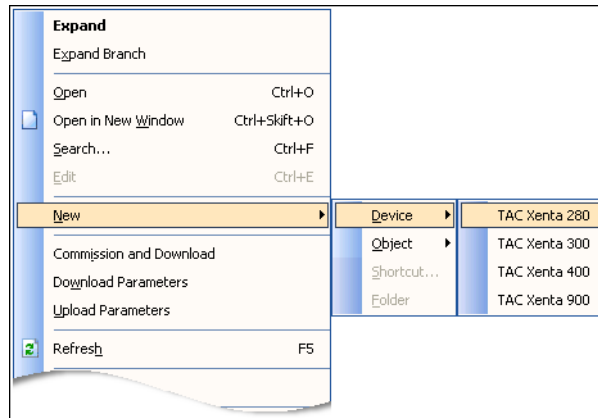 Expand
Expand Branch
Open Ctrl+O
Open in New Window Ctrl+Skift+O
Search... Ctrl+F
Edit Ctrl+E
New Device TAC Xenta 280
Object TAC Xenta 300
Commission and Download Shortcut... TAC Xenta 400
Download Parameters Folder TAC Xenta 900
Upload Parameters
Refresh F5